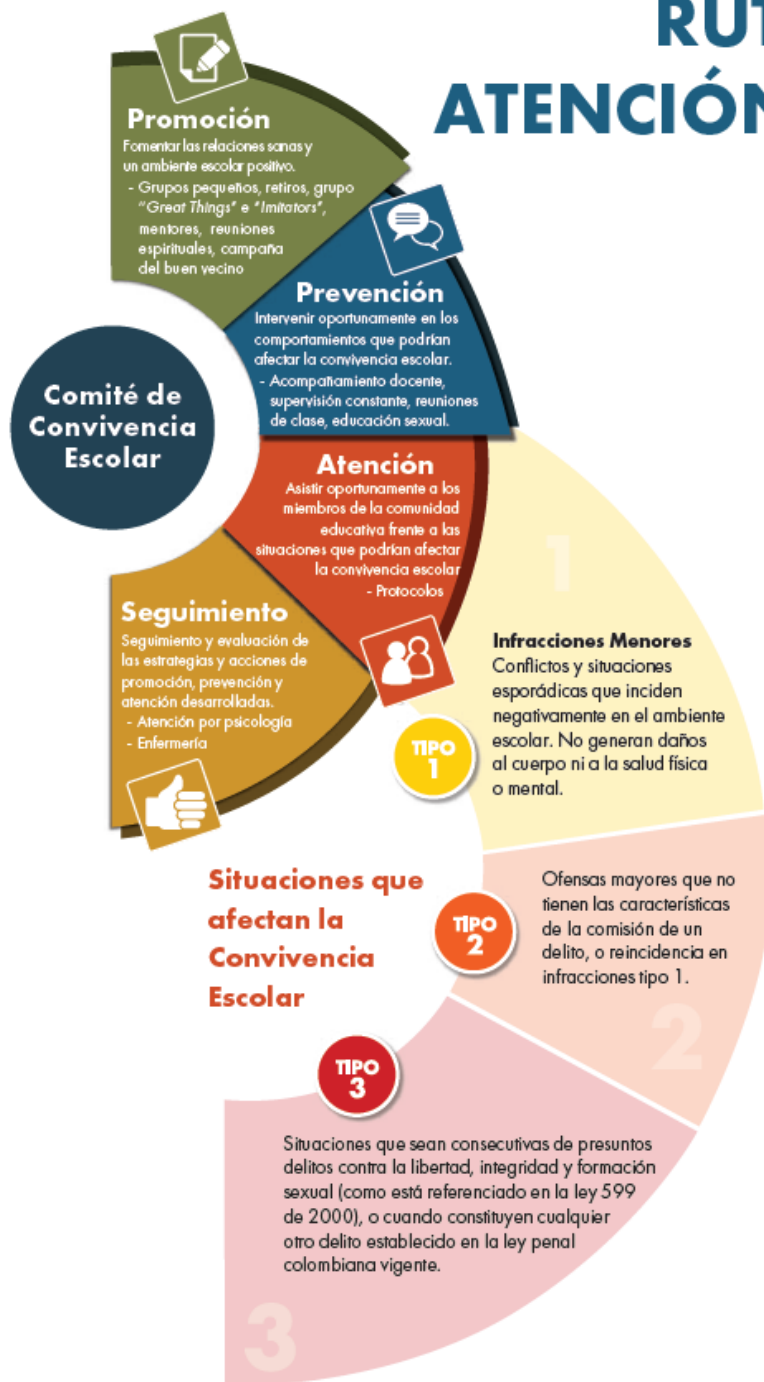 RUT
ATENCIÓN
Promoción
Fomentar las relaciones sanas y
un ambiente escolar positivo.
- Grupos pequeños, retiros, grupo
"Great Things" e "Imitators",
mentores, reuniones
espirituales, campaña
del buen vecino
Prevención
Intervenir oportunamente en los
comportamientos que podrían
afectar la convivencia escolar.
- Acompañamiento docente,
supervisión constante, reuniones
de clase, educación sexual.
Comité de
Convivencia
Escolar
Atención
Asistir oportunamente a los
miembros de la comunidad
educativa frente a las
situaciones que podrían afectar
la convivencia escolar
- Protocolos
Seguimiento
Seguimiento y evaluación de
las estrategias y acciones de
promoción, prevención y
atención desarrolladas.
- Atención por psicología
- Enfermería
1
Infracciones Menores
Conflictos y situaciones
esporádicas que inciden
negativamente en el ambiente
escolar. No generan daños
al cuerpo ni a la salud física
o mental.
TIPO
1
Situaciones que
afectan la
Convivencia
Escolar
TIPO
2
Ofensas mayores que no
tienen las características
de la comisión de un
delito, o reincidencia en
infracciones tipo 1.
2
TIPO
3
Situaciones que sean consecutivas de presuntos
delitos contra la libertad, integridad y formación
sexual (como está referenciado en la ley 599
de 2000), o cuando constituyen cualquier
otro delito establecido en la ley penal
colombiana vigente.
3